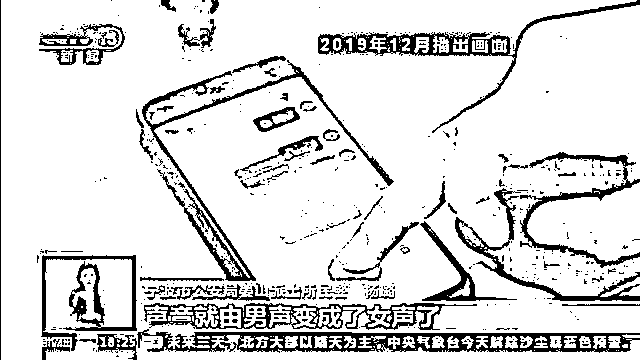 2019年12月播出画面
宁波市公安局 派出所民警 杨
声音就由男声变成了女声了
10:25 未来三天，北方大部以晴天为主 中央气象台今天解除沙尘暴蓝色预警。